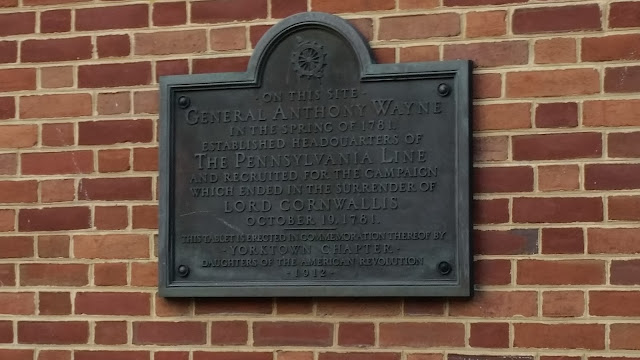 ON THIS SITE
GENERAL ANTHONY WAYNE
IN THE SPRING OF 1781,
ESTABLISHED HEADQUARTERS OF
THE PENNSYLVANIA LINE
AND RECRUITED FOR THE CAMPAIGN
WHICH ENDED IN THE SURRENDER OF
LORD CORNWALLIS
OCTOBER 19, 1781.
THIS TABLET IS ERECTED IN COMMEMORATION THEREOF BY
YORKTOWN CHAPTER
DAUGHTERS OF THE AMERICAN REVOLUTION
- 1912 -